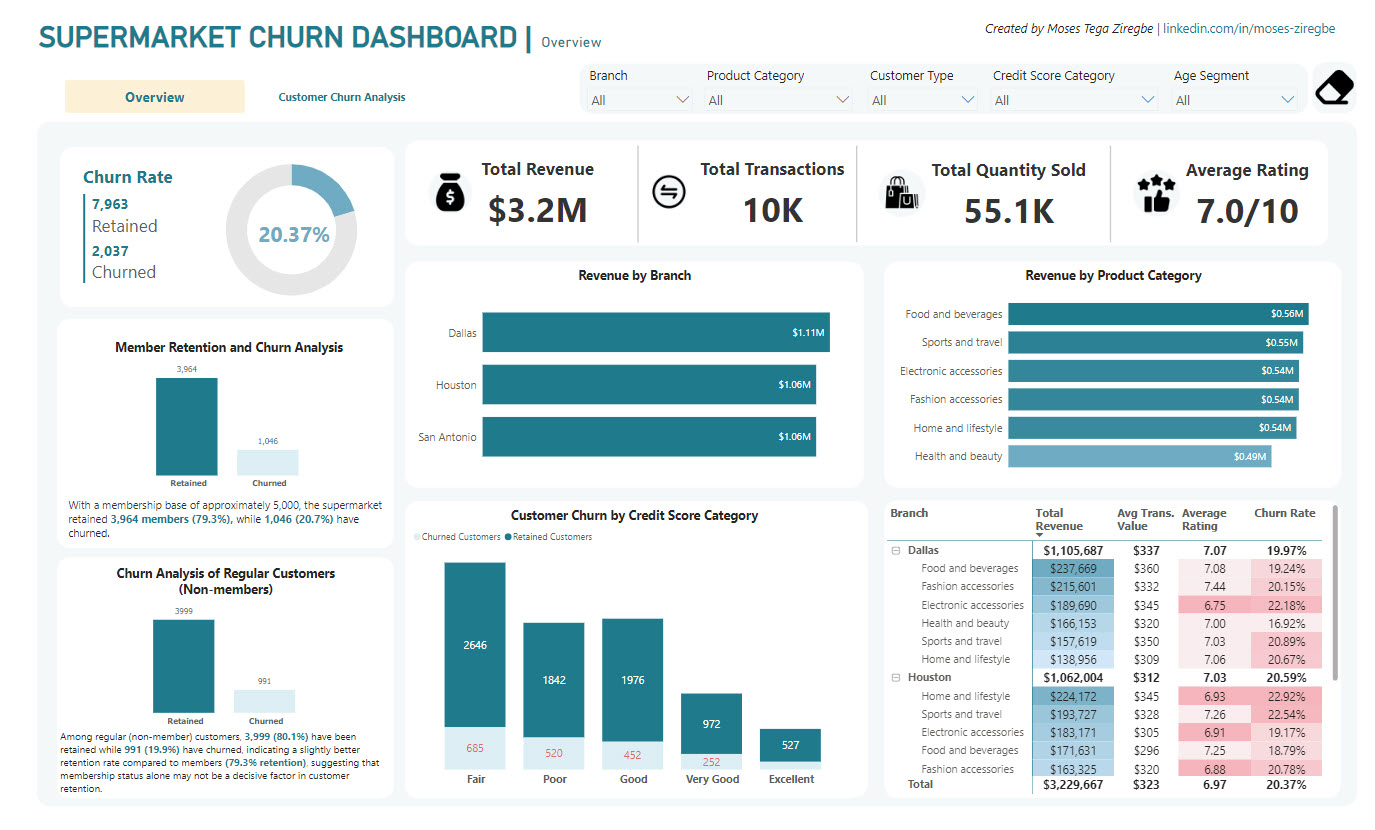 SUPERMARKET CHURN DASHBOARD | Overview
Created by Moses Tega Ziregbe | linkedin.com/in/moses-ziregbe
Overview
Customer Churn Analysis
Branch
All
Product Category
All
Customer Type
All
Credit Score Category
All
Age Segment
All
Churn Rate
7,963
Retained
2,037
Churned
20.37%
Total Revenue
$3.2M
Total Transactions
10K
Total Quantity Sold
55.1K
Average Rating
7.0/10
Member Retention and Churn Analysis
3,964
1,046
Retained
Churned
With a membership base of approximately 5,000, the supermarket
retained 3,964 members (79.3%), while 1,046 (20.7%) have
churned.
Churn Analysis of Regular Customers
(Non-members)
3999
991
Retained
Churned
Among regular (non-member) customers, 3,999 (80.1%) have been
retained while 991 (19.9%) have churned, indicating a slightly better
retention rate compared to members (79.3% retention), suggesting that
membership status alone may not be a decisive factor in customer
retention.
Revenue by Branch
Dallas $1.11M
Houston $1.06M
San Antonio $1.06M
Revenue by Product Category
Food and beverages $0.56M
Sports and travel $0.55M
Electronic accessories $0.54M
Fashion accessories $0.54M
Home and lifestyle $0.54M
Health and beauty $0.49M
Customer Churn by Credit Score Category
Churned Customers Retained Customers
2646
1842
1976
972
527
685
520
452
252
Fair
Poor
Good
Very Good
Excellent
Branch Total Revenue Avg Trans. Value Average Rating Churn Rate
Dallas $1,105,687 $337 7.07 19.97%
Food and beverages $237,669 $360 7.08 19.24%
Fashion accessories $215,601 $332 7.44 20.15%
Electronic accessories $189,690 $345 6.75 22.18%
Health and beauty $166,153 $320 7.00 16.92%
Sports and travel $157,619 $350 7.03 20.89%
Home and lifestyle $138,956 $309 7.06 20.67%
Houston $1,062,004 $312 7.03 20.59%
Home and lifestyle $224,172 $345 6.93 22.92%
Sports and travel $193,727 $328 7.26 22.54%
Electronic accessories $183,171 $305 6.91 19.17%
Food and beverages $171,631 $296 7.25 18.79%
Fashion accessories $163,325 $320 6.88 20.78%
Total $3,229,667 $323 6.97 20.37%